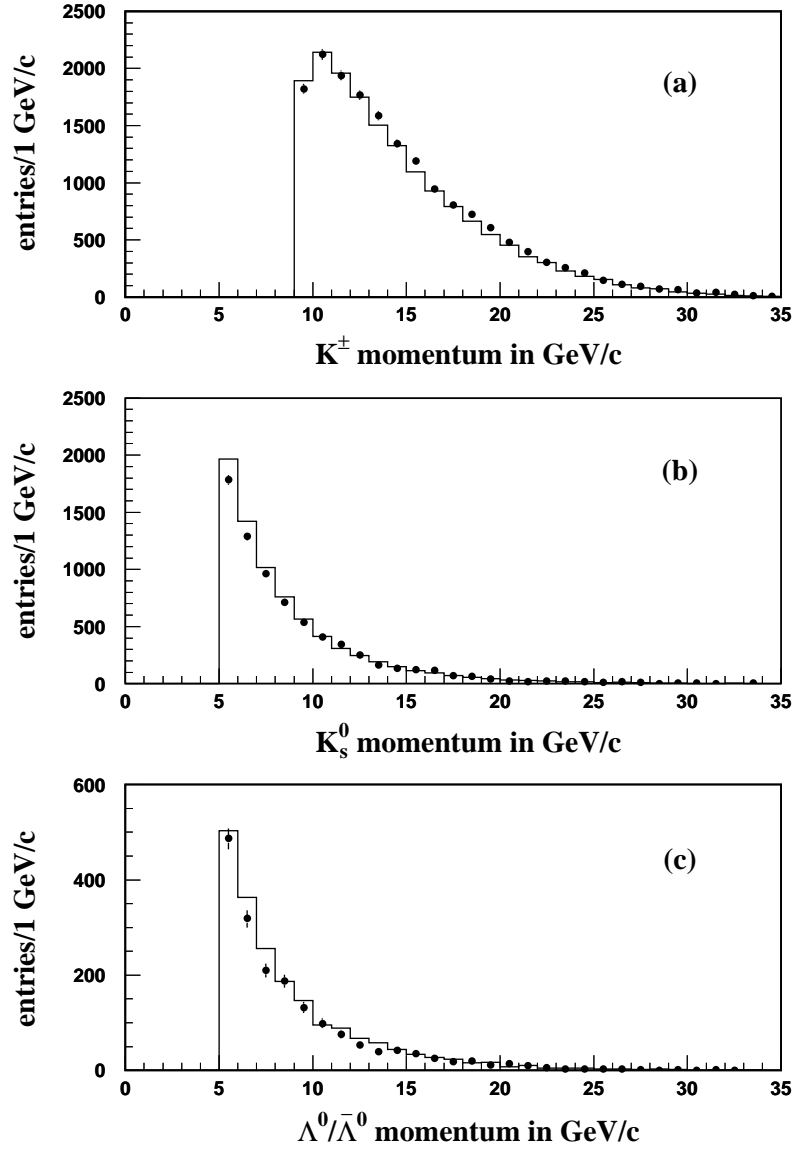 entries/1 GeV/c
2500
2000
1500
1000
500
0
(a)
0 5 10 15 20 25 30 35
K± momentum in GeV/c
entries/1 GeV/c
2500
2000
1500
1000
500
0
(b)
0 5 10 15 20 25 30 35
K⁰ₛ momentum in GeV/c
entries/1 GeV/c
600
400
200
0
(c)
0 5 10 15 20 25 30 35
Λ⁰/Λ̄⁰ momentum in GeV/c